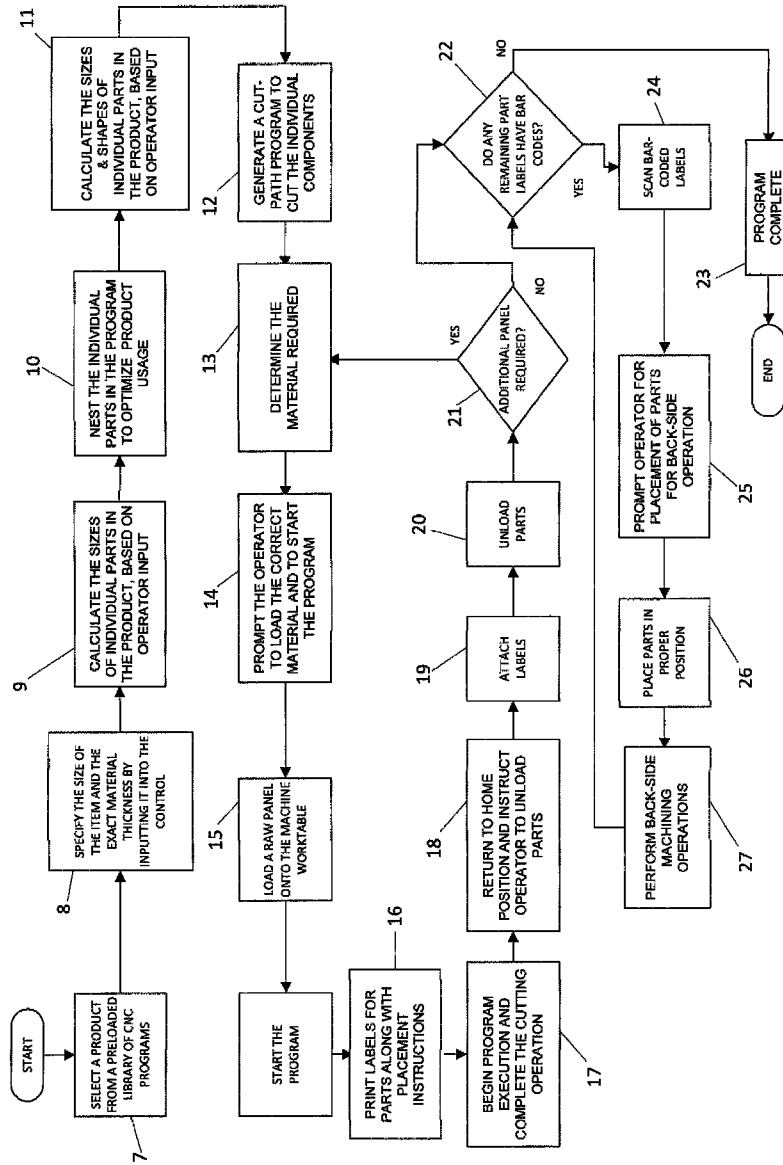 START
7
SELECT A PRODUCT
FROM A PRELOADED
LIBRARY OF CNC
PROGRAMS
8
SPECIFY THE SIZE OF
THE ITEM AND THE
EXACT MATERIAL
THICKNESS BY
INPUTTING IT INTO THE
CONTROL
9
CALCULATE THE SIZES
OF INDIVIDUAL PARTS IN
THE PRODUCT, BASED ON
OPERATOR INPUT
10
NEST THE INDIVIDUAL
PARTS IN THE PROGRAM
TO OPTIMIZE PRODUCT
USAGE
11
CALCULATE THE SIZES
& SHAPES OF
INDIVIDUAL PARTS IN
THE PRODUCT, BASED
ON OPERATOR INPUT
12
GENERATE A CUT-
PATH PROGRAM TO
CUT THE INDIVIDUAL
COMPONENTS
13
DETERMINE THE
MATERIAL REQUIRED
14
PROMPT THE OPERATOR
TO LOAD THE CORRECT
MATERIAL AND TO START
THE PROGRAM
15
LOAD A RAW PANEL
ONTO THE MACHINE
WORKTABLE
START THE
PROGRAM
16
PRINT LABELS FOR
PARTS ALONG WITH
PLACEMENT
INSTRUCTIONS
17
BEGIN PROGRAM
EXECUTION AND
COMPLETE THE CUTTING
OPERATION
18
RETURN TO HOME
POSITION AND INSTRUCT
OPERATOR TO UNLOAD
PARTS
19
ATTACH
LABELS
20
UNLOAD
PARTS
21
ADDITIONAL PANEL
REQUIRED?
YES
NO
22
DO ANY
REMAINING PART
LABELS HAVE BAR
CODES?
NO
YES
23
PROGRAM
COMPLETE
END
24
SCAN BAR-
CODED
LABELS
25
PROMPT OPERATOR FOR
PLACEMENT OF PARTS
FOR BACK-SIDE
OPERATION
26
PLACE PARTS IN
PROPER
POSITION
27
PERFORM BACK-SIDE
MACHINING
OPERATIONS